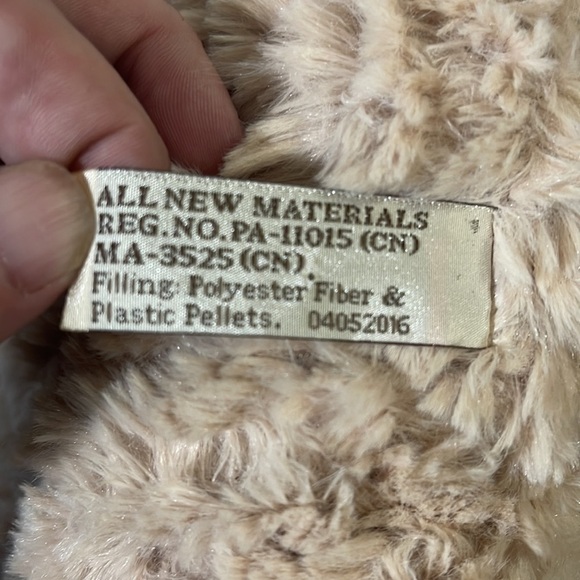 ALL NEW MATERIALS
REG.NO.PA-11015 (CN)
MA-3525 (CN).
Filling: Polyester Fiber &
Plastic Pellets. 04052016